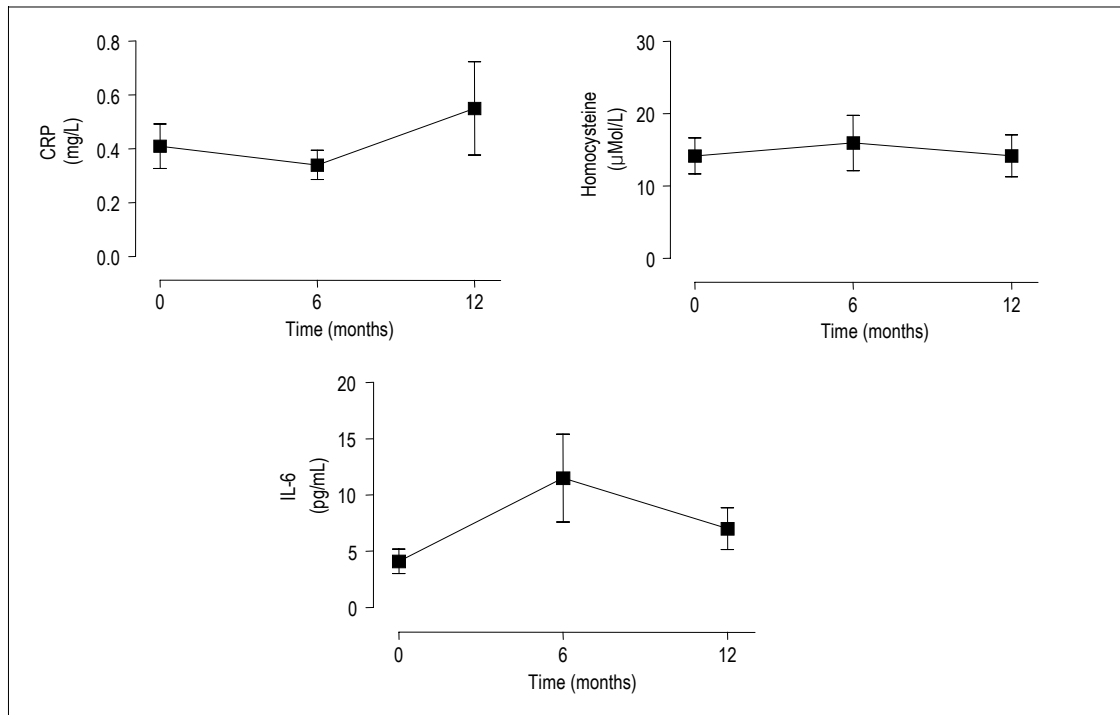 CRP
(mg/L)
0.8
0.6
0.4
0.2
0.0
0 6 12
Time (months)
Homocysteine
(µMol/L)
30
20
10
0
0 6 12
Time (months)
IL-6
(pg/mL)
20
15
10
5
0
0 6 12
Time (months)